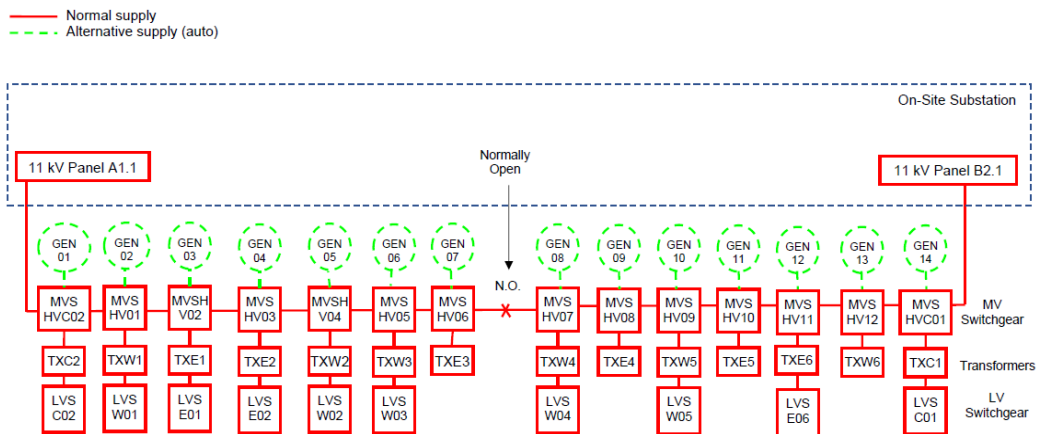 Normal supply
Alternative supply (auto)
On-Site Substation
11 kV Panel A1.1
Normally
Open
11 kV Panel B2.1
GEN
01
GEN
02
GEN
03
GEN
04
GEN
05
GEN
06
GEN
07
GEN
08
GEN
09
GEN
10
GEN
11
GEN
12
GEN
13
GEN
14
N.O.
MVS
HVC02
MVS
HV01
MVSH
V02
MVS
HV03
MVSH
V04
MVS
HV05
MVS
HV06
MVS
HV07
MVS
HV08
MVS
HV09
MVS
HV10
MVS
HV11
MVS
HV12
MVS
HVC01
MV
Switchgear
TXC2
TXW1
TXE1
TXE2
TXW2
TXW3
TXE3
TXW4
TXE4
TXW5
TXE5
TXE6
TXW6
TXC1
Transformers
LVS
C02
LVS
W01
LVS
E01
LVS
E02
LVS
W02
LVS
W03
LVS
W04
LVS
W05
LVS
E06
LVS
C01
LV
Switchgear